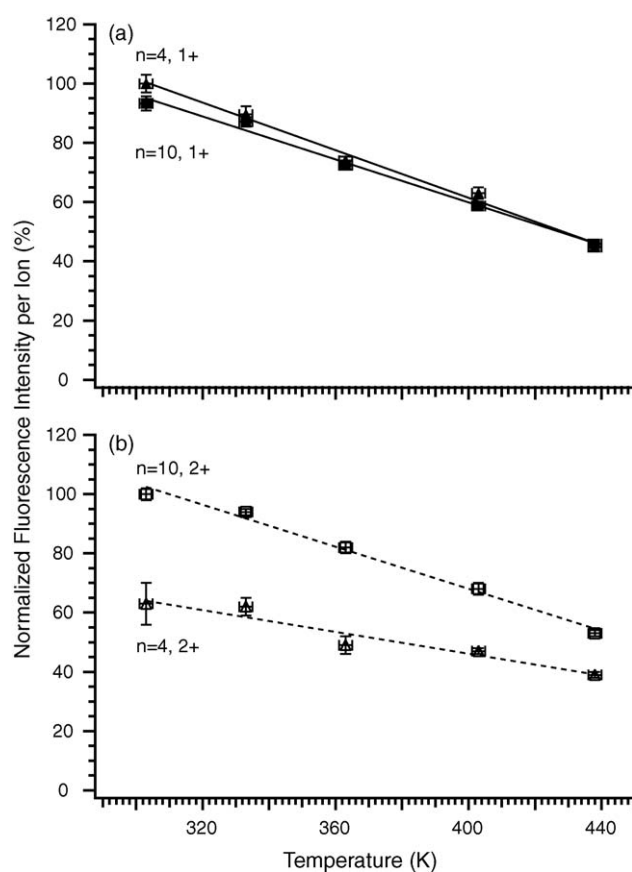 Normalized Fluorescence Intensity per Ion (%)
(a)
120
100
80
60
40
20
0
n=4, 1+
n=10, 1+
(b)
120
100
80
60
40
20
0
n=10, 2+
n=4, 2+
320
360
400
440
Temperature (K)